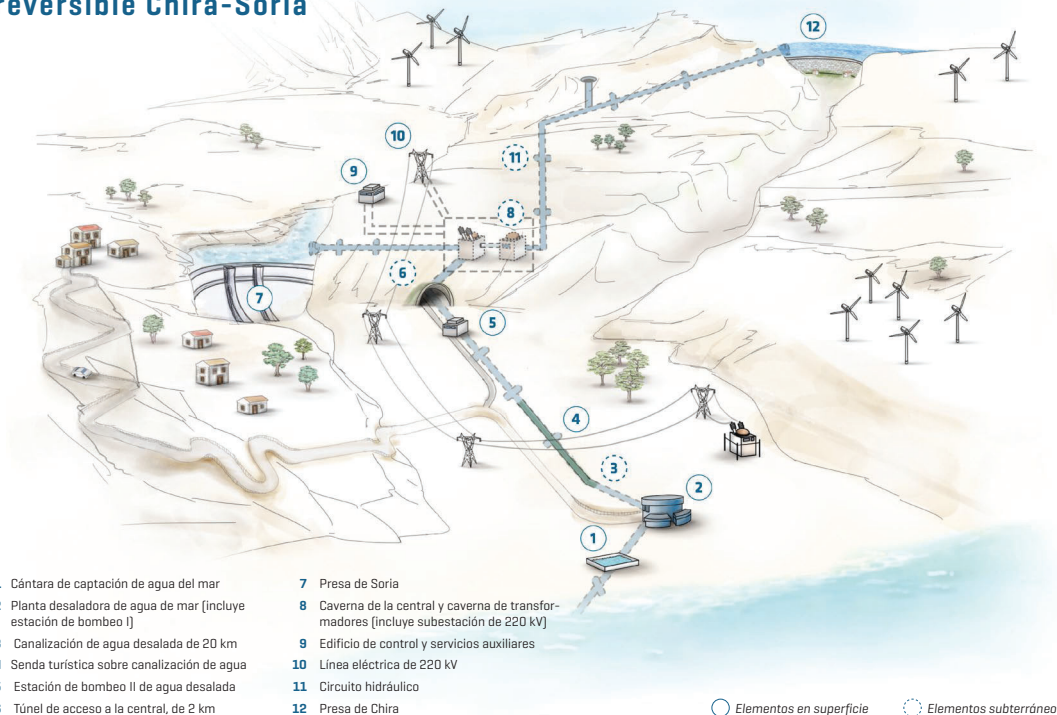 reversible Chira-Soria
12
10
11
9
8
6
7
5
4
3
2
1
Cántara de captación de agua del mar
Planta desaladora de agua de mar (incluye
estación de bombeo I)
Canalización de agua desalada de 20 km
Senda turística sobre canalización de agua
Estación de bombeo II de agua desalada
Túnel de acceso a la central, de 2 km
7 Presa de Soria
8 Caverna de la central y caverna de transfor-
madores (incluye subestación de 220 kV)
9 Edificio de control y servicios auxiliares
10 Línea eléctrica de 220 kV
11 Circuito hidráulico
12 Presa de Chira
Elementos en superficie
Elementos subterráneo